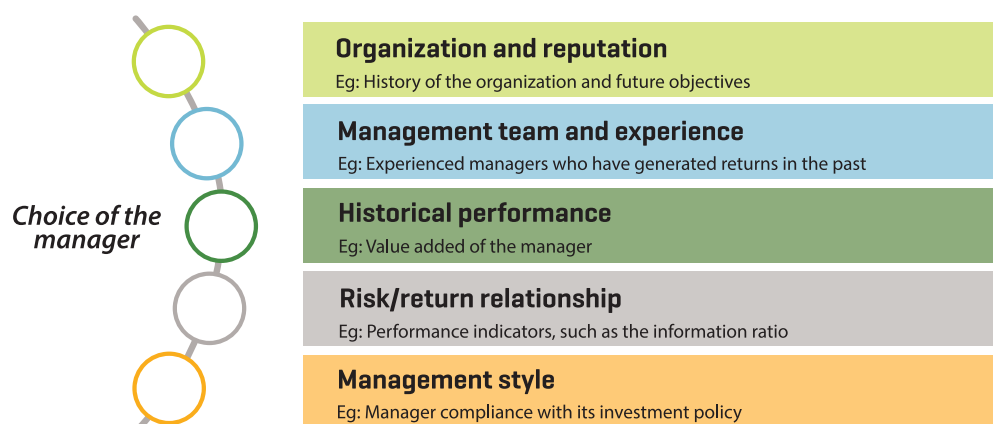 Choice of the
manager
Organization and reputation
Eg: History of the organization and future objectives
Management team and experience
Eg: Experienced managers who have generated returns in the past
Historical performance
Eg: Value added of the manager
Risk/return relationship
Eg: Performance indicators, such as the information ratio
Management style
Eg: Manager compliance with its investment policy